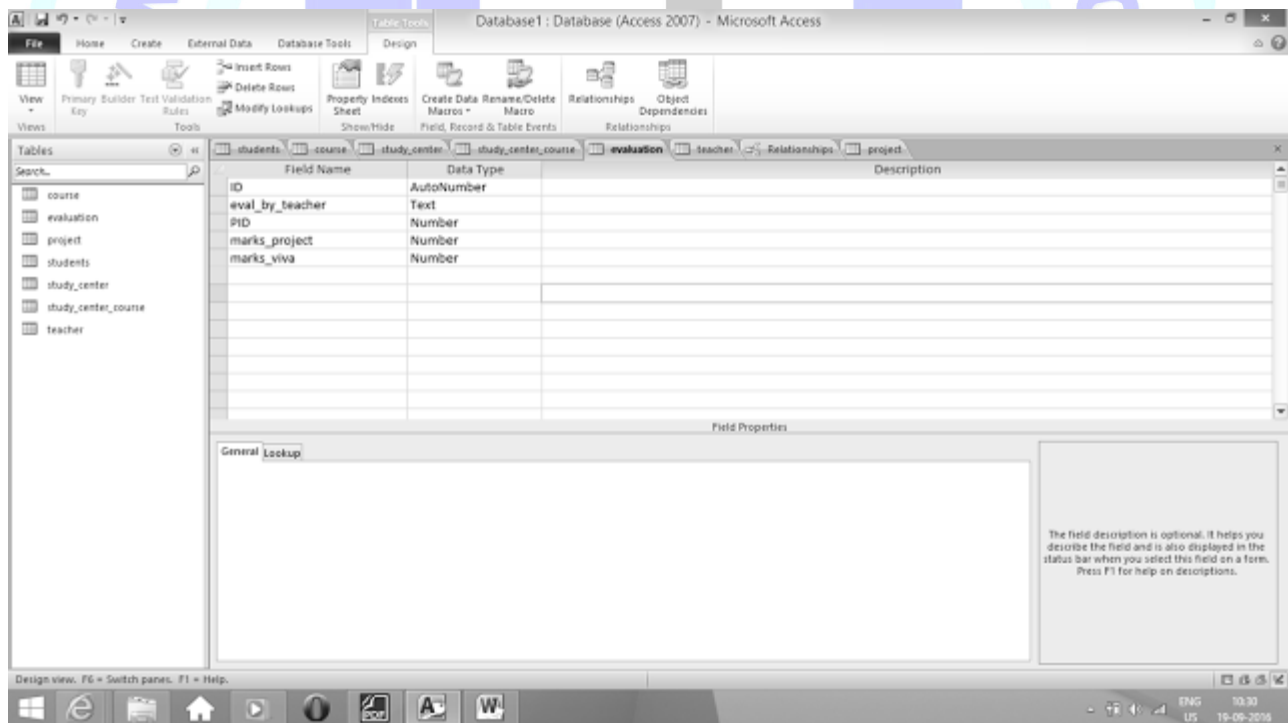 Table Tools
Database1 : Database (Access 2007) - Microsoft Access
File Home Create External Data Database Tools Design
View
Views
Primary Key
Builder
Test Validation Rules
Insert Rows
Delete Rows
Modify Lookups
Tools
Property Sheet
Indexes
Show/Hide
Create Data Macros
Rename/Delete Macro
Field, Record & Table Events
Relationships
Object Dependencies
Relationships
Tables
Search...
course
evaluation
project
students
study_center
study_center_course
teacher
students course study_center study_center_course evaluation teacher Relationships project
Field Name Data Type Description
ID AutoNumber
eval_by_teacher Text
PID Number
marks_project Number
marks_viva Number
Field Properties
General Lookup
The field description is optional. It helps you
describe the field and is also displayed in the
status bar when you select this field on a form.
Press F1 for help on descriptions.
Design view. F6 = Switch panes. F1 = Help.
ENG 10:30
US 19-09-2016